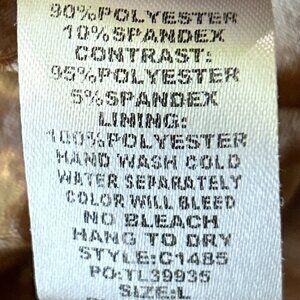 90%POLYESTER
10%SPANDEX
CONTRAST:
95%POLYESTER
5%SPANDEX
LINING:
100%POLYESTER
HAND WASH COLD
WATER SEPARATELY
COLOR WILL BLEED
NO BLEACH
HANG TO DRY
STYLE:C1485
PO:TL39935
SIZE:L